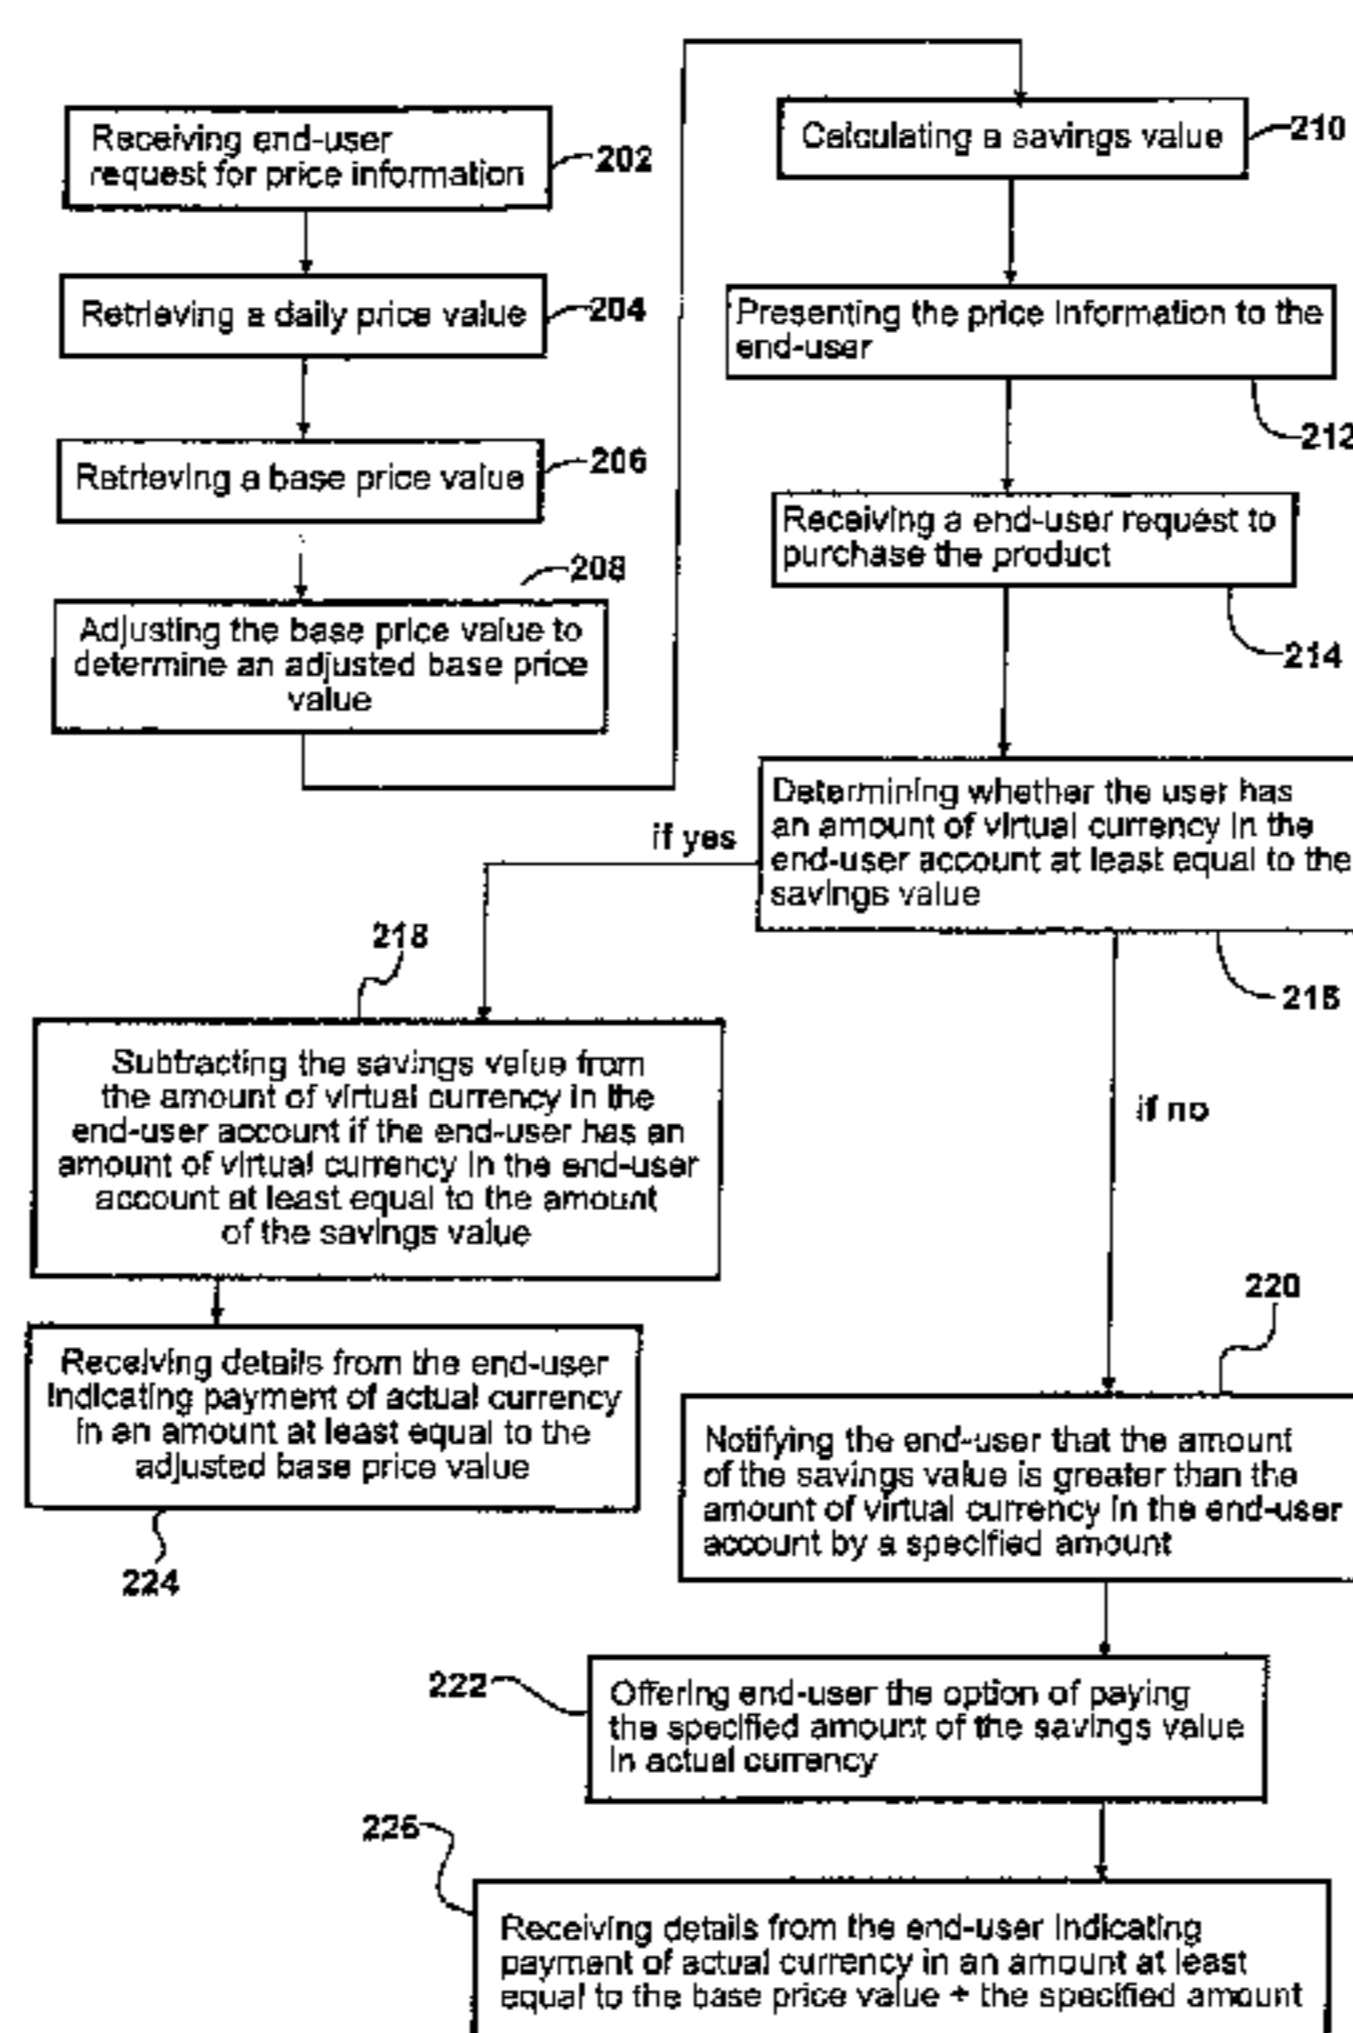 Receiving end-user
request for price information
202
Retrieving a daily price value
204
Retrieving a base price value
206
208
Adjusting the base price value to
determine an adjusted base price
value
Calculating a savings value
210
Presenting the price Information to the
end-user
212
Receiving a end-user request to
purchase the product
214
Determining whether the user has
an amount of virtual currency in the
end-user account at least equal to the
savings value
216
if yes
218
Subtracting the savings value from
the amount of virtual currency in the
end-user account if the end-user has an
amount of virtual currency in the end-user
account at least equal to the amount
of the savings value
Receiving details from the end-user
indicating payment of actual currency
in an amount at least equal to the
adjusted base price value
224
if no
220
Notifying the end-user that the amount
of the savings value is greater than the
amount of virtual currency in the end-user
account by a specified amount
222
Offering end-user the option of paying
the specified amount of the savings value
in actual currency
226
Receiving details from the end-user indicating
payment of actual currency in an amount at least
equal to the base price value + the specified amount